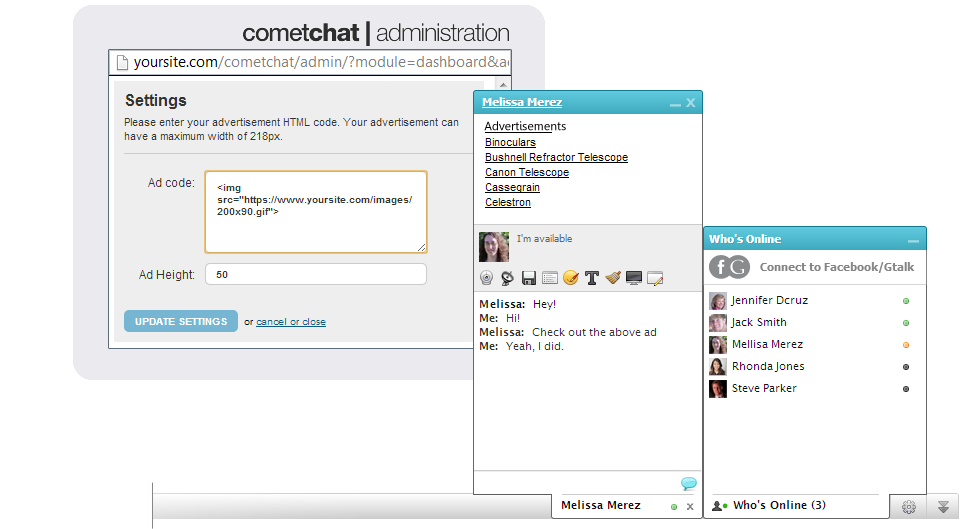 cometchat | administration
yoursite.com/cometchat/admin/?module=dashboard&ac
Settings
Please enter your advertisement HTML code. Your advertisement can
have a maximum width of 218px.
Ad code:
<img
src="https://www.yoursite.com/images/
200x90.gif">
Ad Height:
50
UPDATE SETTINGS or cancel or close
Melissa Merez
Advertisements
Binoculars
Bushnell Refractor Telescope
Canon Telescope
Cassegrain
Celestron
I'm available
Melissa: Hey!
Me: Hi!
Melissa: Check out the above ad
Me: Yeah, I did.
Melissa Merez x
Who's Online
Connect to Facebook/Gtalk
Jennifer Dcruz
Jack Smith
Mellisa Merez
Rhonda Jones
Steve Parker
Who's Online (3)